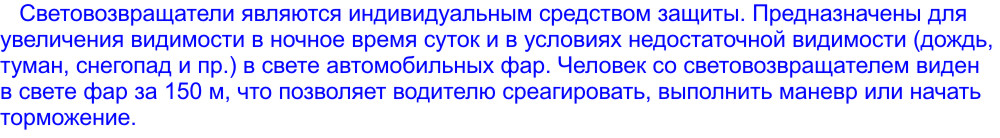 Световозвращатели являются индивидуальным средством защиты. Предназначены для
увеличения видимости в ночное время суток и в условиях недостаточной видимости (дождь,
туман, снегопад и пр.) в свете автомобильных фар. Человек со световозвращателем виден
в свете фар за 150 м, что позволяет водителю среагировать, выполнить маневр или начать
торможение.